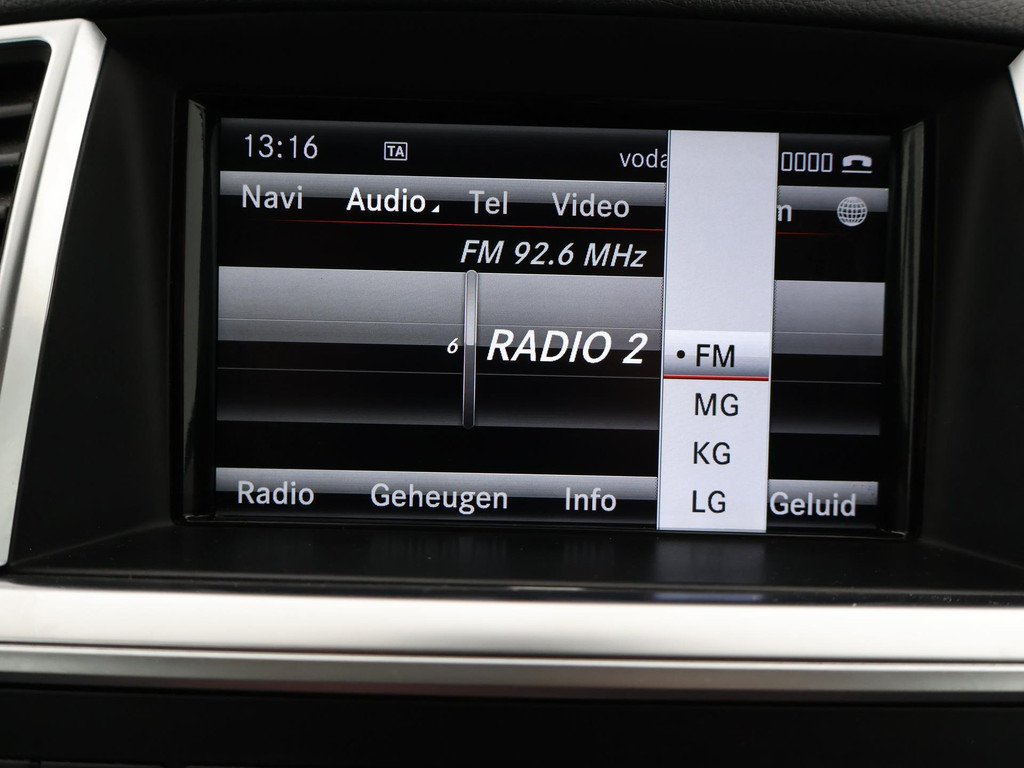 13:16 TA voda
Navi Audio Tel Video m
FM 92.6 MHz
6 RADIO 2
FM
MG
KG
LG
Radio Geheugen Info Geluid